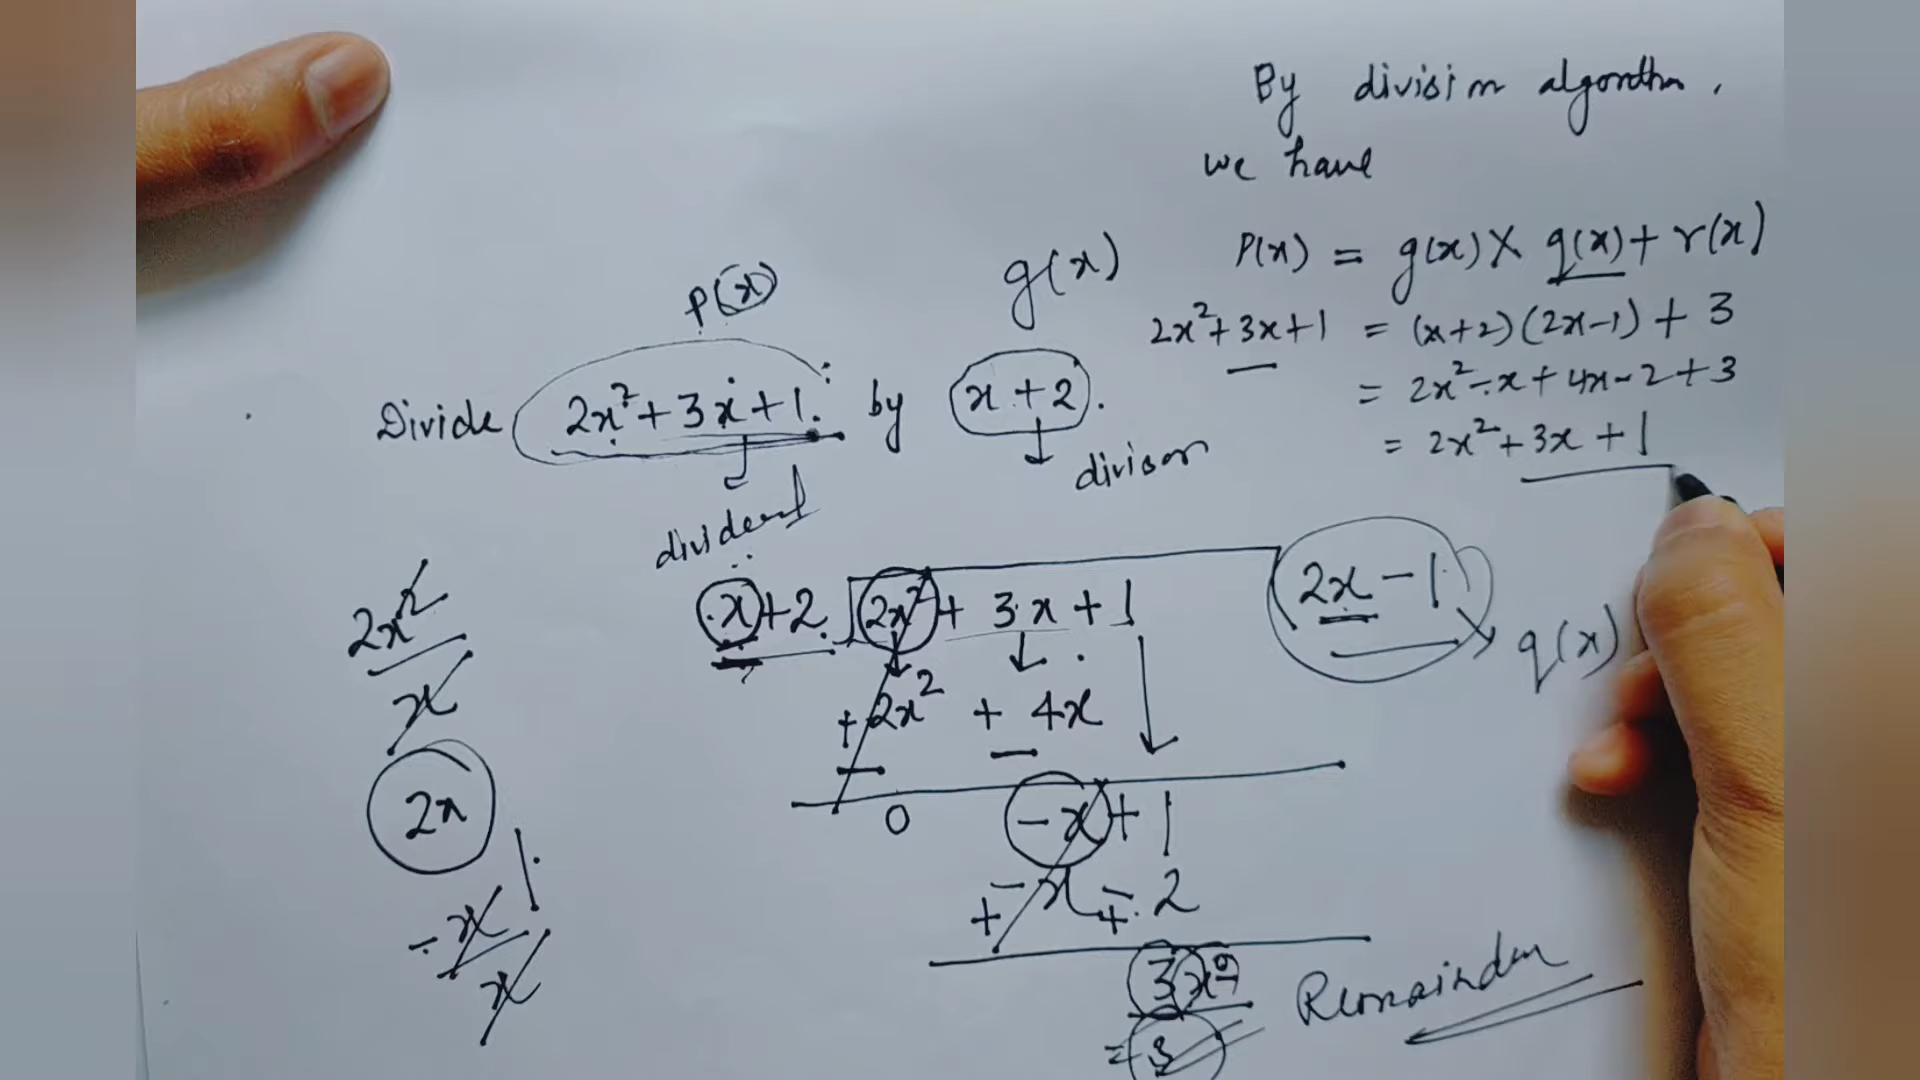 By division algorithm,
we have
P(x) = g(x) × q(x) + r(x)
2x²+3x+1 = (x+2)(2x-1) + 3
= 2x²-x+4x-2+3
= 2x²+3x+1
p(x)
g(x)
Divide 2x²+3x+1. by x+2.
dividend
divisor
x+2 2x²+ 3x+1 2x-1
q(x)
+2x² + 4x
-
-
0 -x+1
-x - 2
+ +
3x⁰
=3
Remainder
2x²
x
2x
-x
x
1